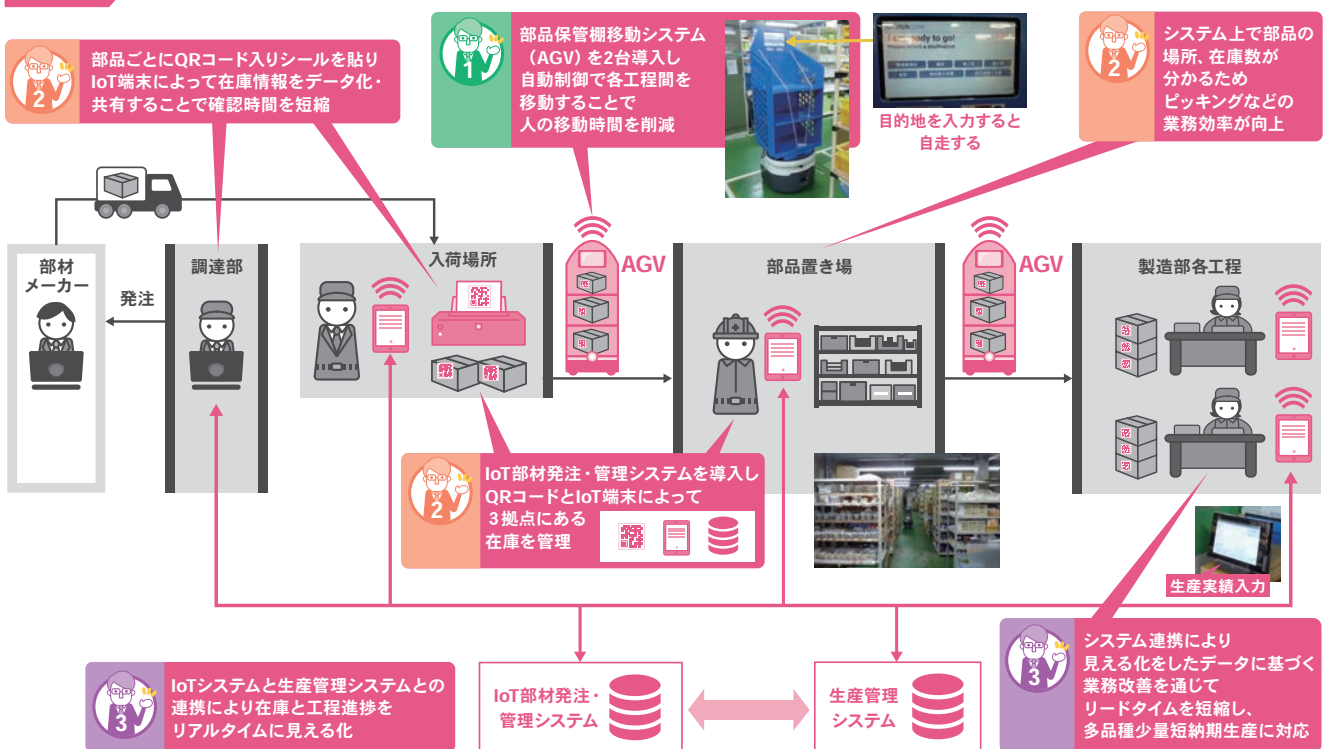 2
部品ごとにQRコード入りシールを貼り
IoT端末によって在庫情報をデータ化・
共有することで確認時間を短縮
1
部品保管棚移動システム
（AGV）を2台導入し
自動制御で各工程間を
移動することで
人の移動時間を削減
目的地を入力すると
自走する
2
システム上で部品の
場所、在庫数が
分かるため
ピッキングなどの
業務効率が向上
部材
メーカー
発注
調達部
入荷場所
AGV
部品置き場
AGV
製造部各工程
2
IoT部材発注・管理システムを導入し
QRコードとIoT端末によって
3拠点にある
在庫を管理
生産実績入力
3
IoTシステムと生産管理システムとの
連携により在庫と工程進捗を
リアルタイムに見える化
IoT部材発注・
管理システム
生産管理
システム
3
システム連携により
見える化をしたデータに基づく
業務改善を通じて
リードタイムを短縮し、
多品種少量短納期生産に対応